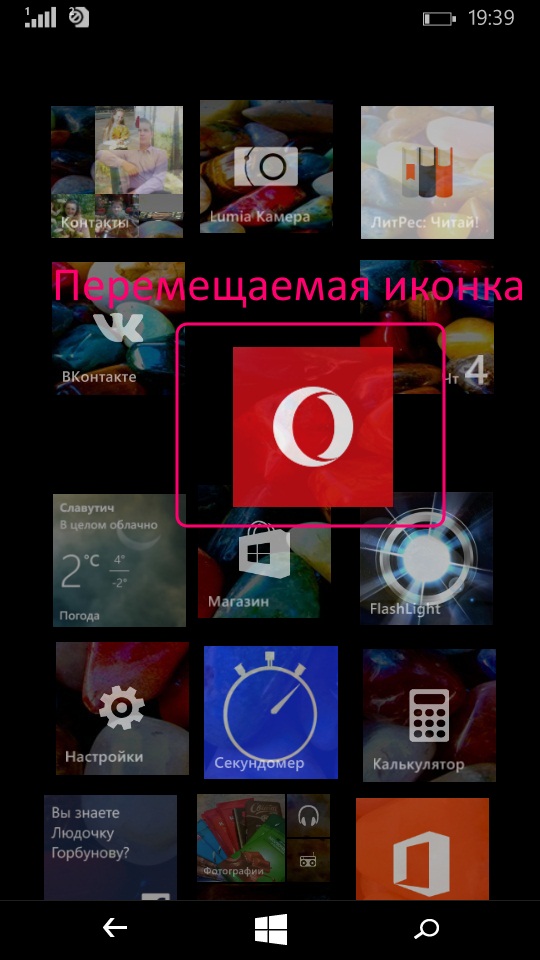 1
19:39
Контакты
Lumia Камера
ЛитРес: Читай!
Перемещаемая иконка
ВКонтакте
Чт 4
Славутич
В целом облачно
2°C
4°
-2°
Погода
Магазин
FlashLight
Настройки
Секундомер
Калькулятор
Вы знаете
Людочку
Горбунову?
Фотографии